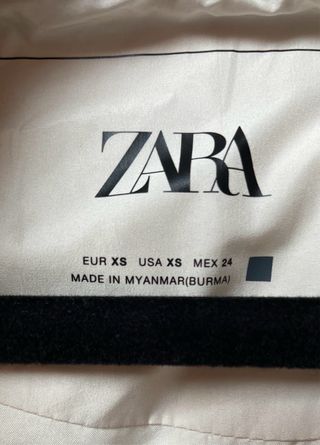 ZARA
EUR XS USA XS MEX 24
MADE IN MYANMAR(BURMA)